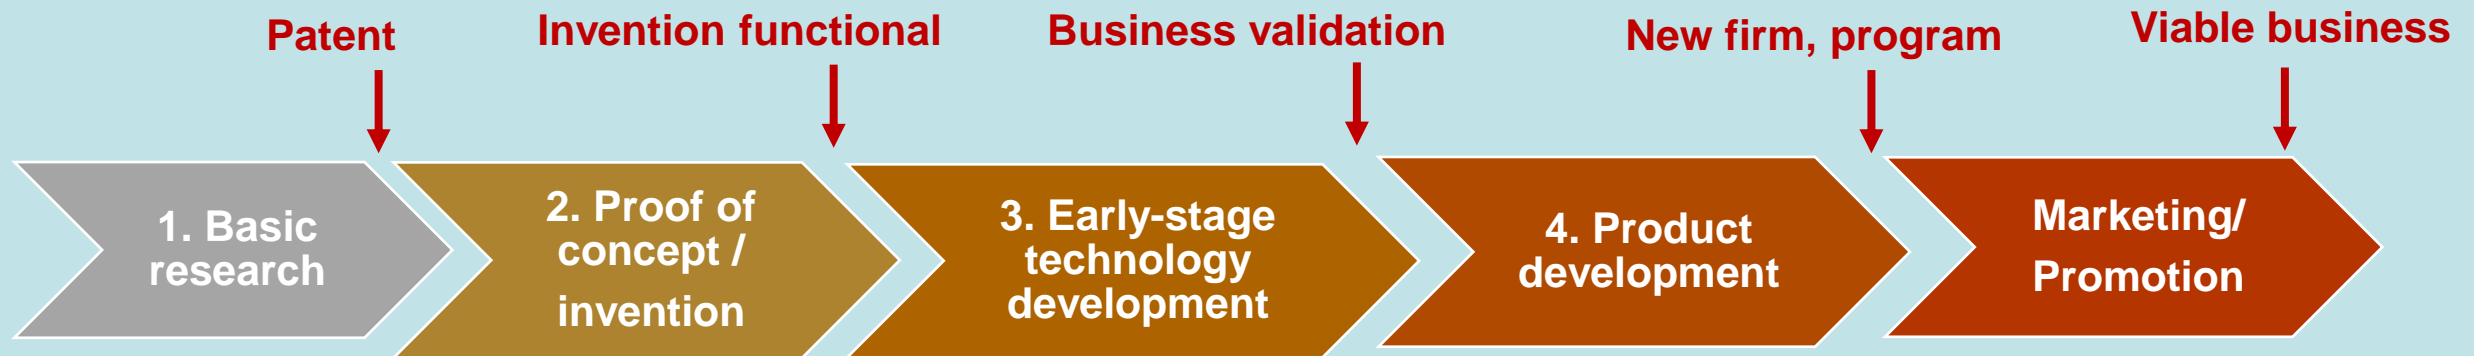 Patent
Invention functional
Business validation
New firm, program
Viable business
1. Basic
research
2. Proof of
concept /
invention
3. Early-stage
technology
development
4. Product
development
Marketing/
Promotion